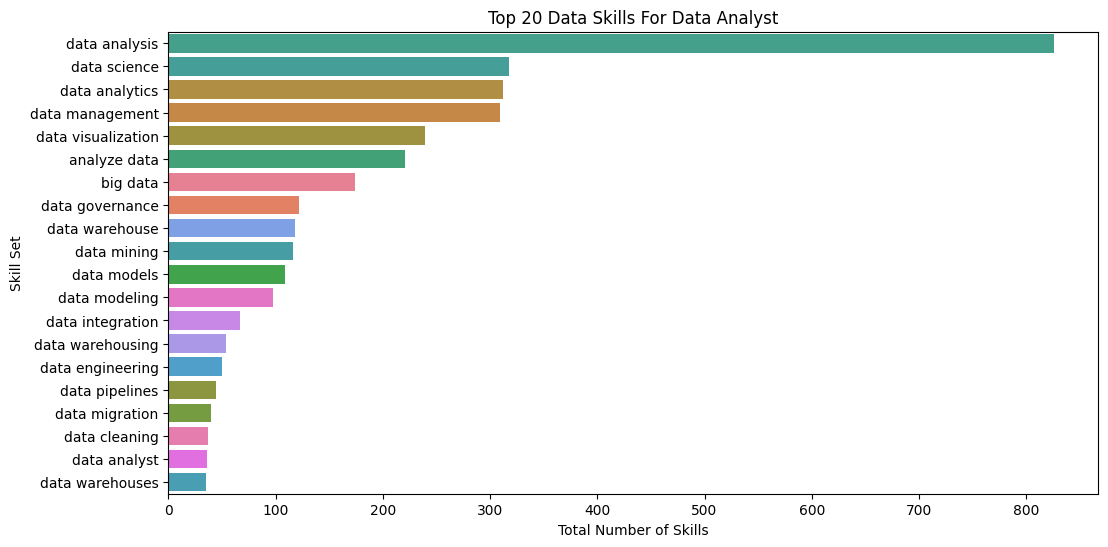 Top 20 Data Skills For Data Analyst
data analysis
data science
data analytics
data management
data visualization
analyze data
big data
data governance
data warehouse
data mining
data models
data modeling
data integration
data warehousing
data engineering
data pipelines
data migration
data cleaning
data analyst
data warehouses
Skill Set
0 100 200 300 400 500 600 700 800
Total Number of Skills